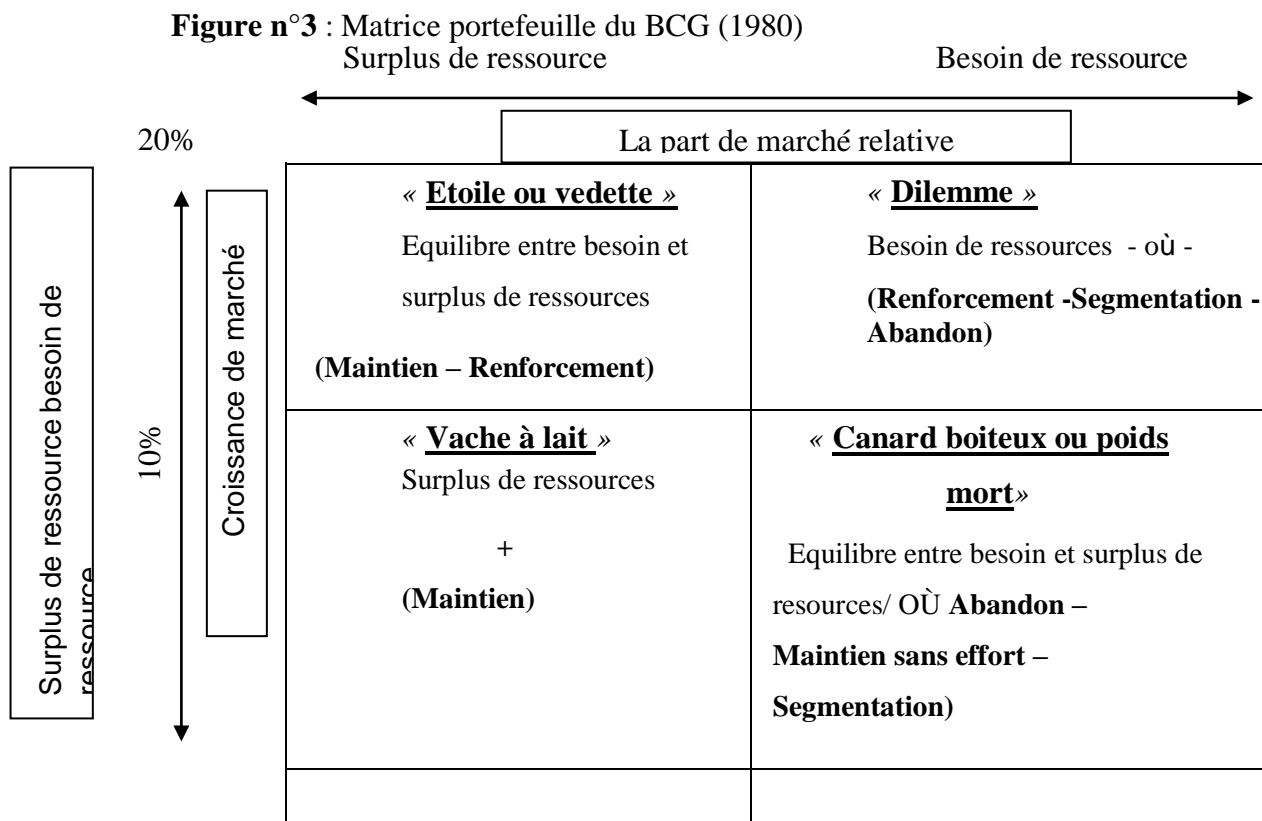 Figure n°3 : Matrice portefeuille du BCG (1980)
Surplus de ressource Besoin de ressource
20%
La part de marché relative
Surplus de ressource besoin de
ressource
10%
Croissance de marché
« Etoile ou vedette »
Equilibre entre besoin et
surplus de ressources
(Maintien – Renforcement)
« Dilemme »
Besoin de ressources - où -
(Renforcement -Segmentation -
Abandon)
« Vache à lait »
Surplus de ressources
+
(Maintien)
« Canard boiteux ou poids
mort»
Equilibre entre besoin et surplus de
resources/ OÙ Abandon –
Maintien sans effort –
Segmentation)